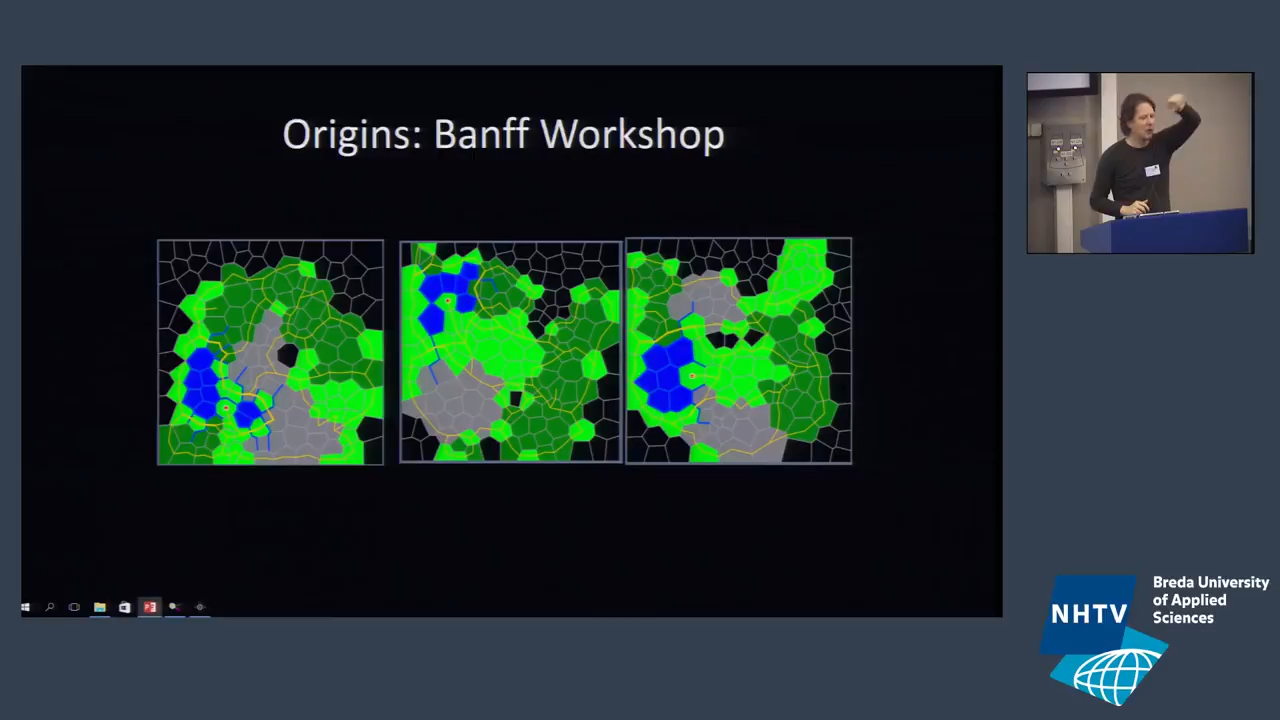 Origins: Banff Workshop
NHTV
Breda University
of Applied
Sciences